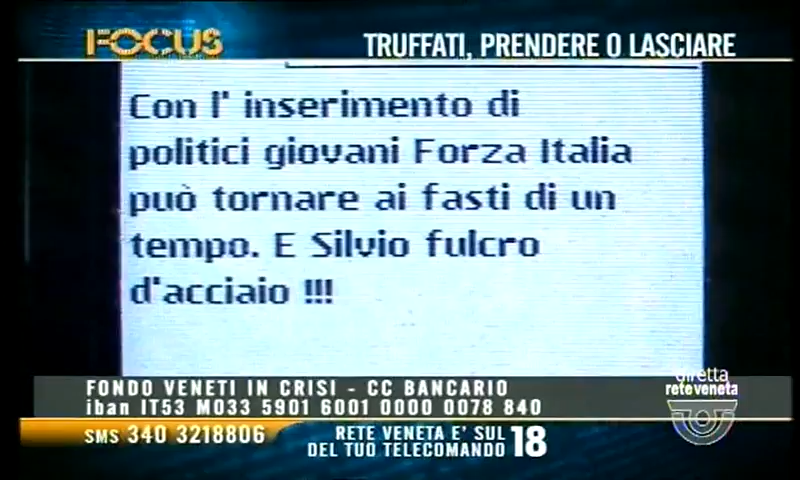 FOCUS
TRUFFATI, PRENDERE O LASCIARE
Con l' inserimento di
politici giovani Forza Italia
può tornare ai fasti di un
tempo. E Silvio fulcro
d'acciaio !!!
diretta
reteveneta
FONDO VENETI IN CRISI - CC BANCARIO
iban IT53 M033 5901 6001 0000 0078 840
SMS 340 3218806
RETE VENETA E' SUL
DEL TUO TELECOMANDO 18